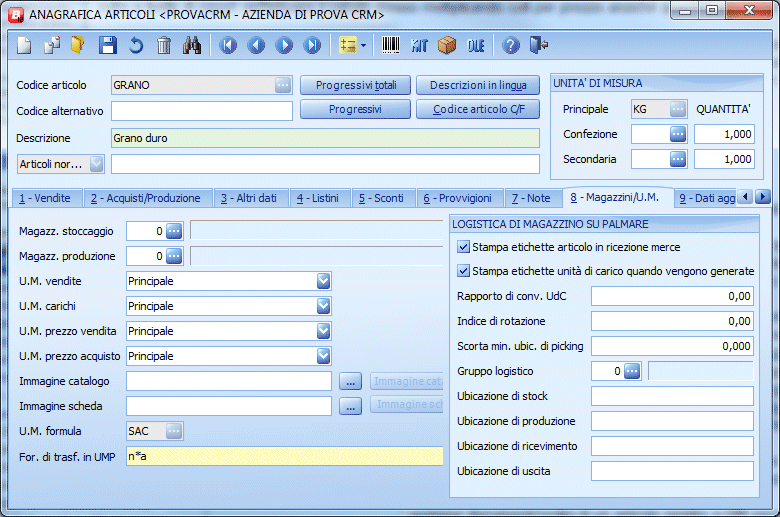 ANAGRAFICA ARTICOLI <PROVACRM - AZIENDA DI PROVA CRM>
KIT DLE
Codice articolo GRANO ... Progressivi totali Descrizioni in lingua
Codice alternativo Progressivi Codice articolo C/F
Descrizione Grano duro
Articoli nor...
UNITA' DI MISURA
Principale KG ... QUANTITA'
Confezione ... 1,000
Secondaria ... 1,000
1 - Vendite 2 - Acquisti/Produzione 3 - Altri dati 4 - Listini 5 - Sconti 6 - Provvigioni 7 - Note 8 - Magazzini/U.M. 9 - Dati agg
Magazz. stoccaggio 0 ...
Magazz. produzione 0 ...
U.M. vendite Principale
U.M. carichi Principale
U.M. prezzo vendita Principale
U.M. prezzo acquisto Principale
Immagine catalogo ... Immagine cata
Immagine scheda ... Immagine sch
U.M. formula SAC ...
For. di trasf. in UMP n*a
LOGISTICA DI MAGAZZINO SU PALMARE
Stampa etichette articolo in ricezione merce
Stampa etichette unità di carico quando vengono generate
Rapporto di conv. UdC 0,00
Indice di rotazione 0,00
Scorta min. ubic. di picking 0,000
Gruppo logistico 0 ...
Ubicazione di stock
Ubicazione di produzione
Ubicazione di ricevimento
Ubicazione di uscita